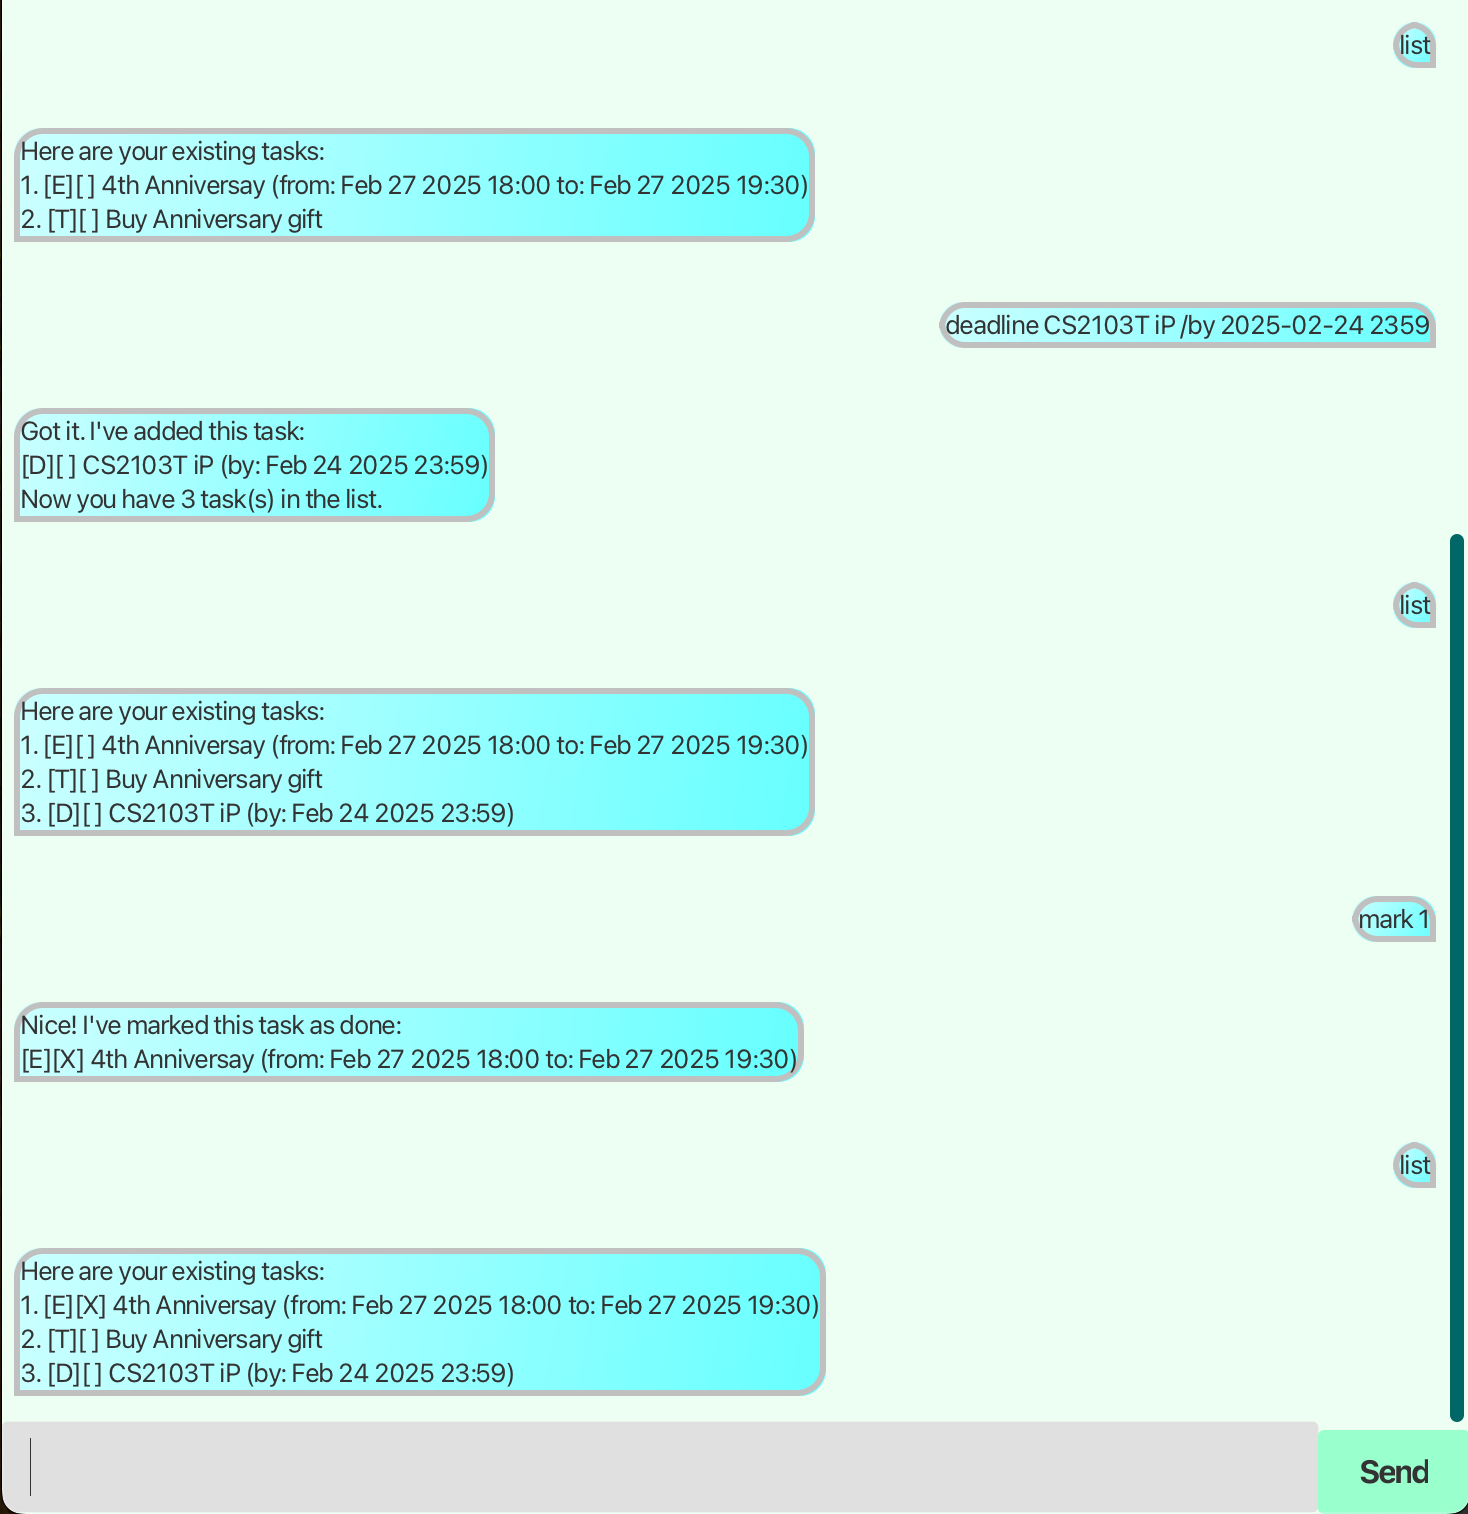 list
Here are your existing tasks:
1. [E][ ] 4th Anniversay (from: Feb 27 2025 18:00 to: Feb 27 2025 19:30)
2. [T][ ] Buy Anniversary gift
deadline CS2103T iP /by 2025-02-24 2359
Got it. I've added this task:
[D][ ] CS2103T iP (by: Feb 24 2025 23:59)
Now you have 3 task(s) in the list.
list
Here are your existing tasks:
1. [E][ ] 4th Anniversay (from: Feb 27 2025 18:00 to: Feb 27 2025 19:30)
2. [T][ ] Buy Anniversary gift
3. [D][ ] CS2103T iP (by: Feb 24 2025 23:59)
mark 1
Nice! I've marked this task as done:
[E][X] 4th Anniversay (from: Feb 27 2025 18:00 to: Feb 27 2025 19:30)
list
Here are your existing tasks:
1. [E][X] 4th Anniversay (from: Feb 27 2025 18:00 to: Feb 27 2025 19:30)
2. [T][ ] Buy Anniversary gift
3. [D][ ] CS2103T iP (by: Feb 24 2025 23:59)
Send